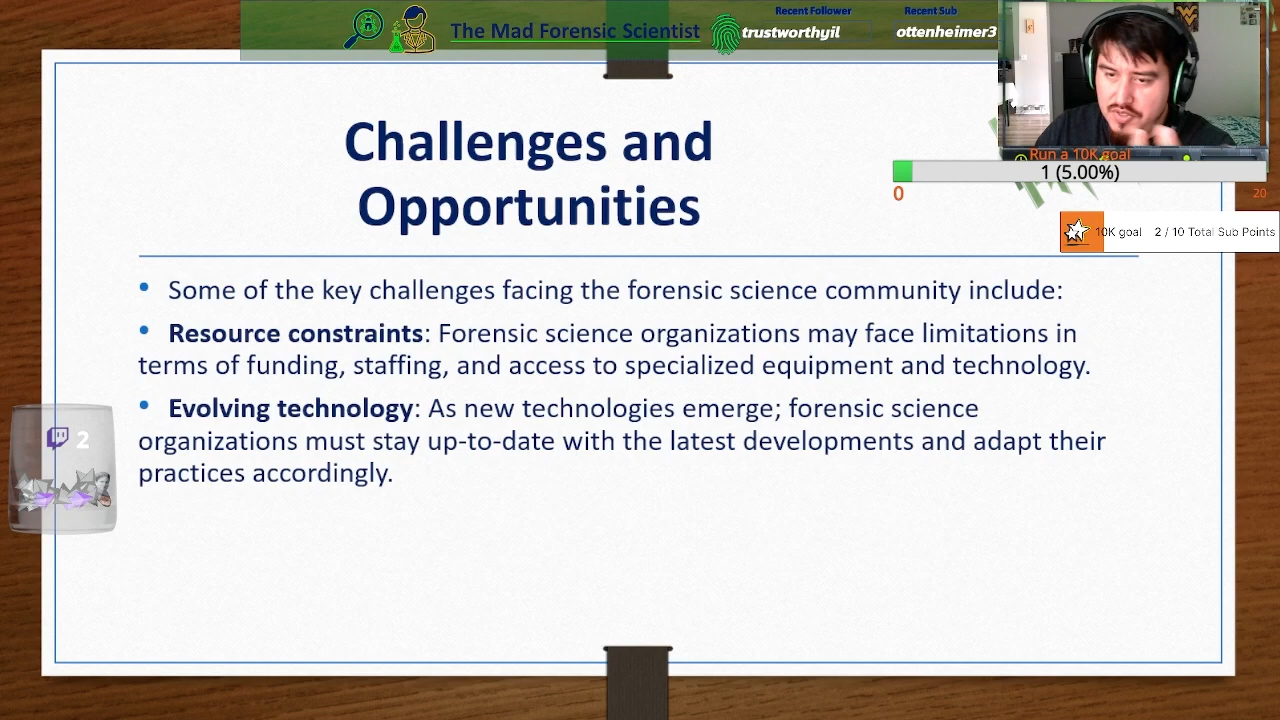 Recent Follower
Recent Sub
The Mad Forensic Scientist
trustworthyil
ottenheimer3
Challenges and
Opportunities
Run a 10K goal
1 (5.00%)
0
20
10K goal 2 / 10 Total Sub Points
• Some of the key challenges facing the forensic science community include:
• Resource constraints: Forensic science organizations may face limitations in
terms of funding, staffing, and access to specialized equipment and technology.
• Evolving technology: As new technologies emerge; forensic science
organizations must stay up-to-date with the latest developments and adapt their
practices accordingly.
2